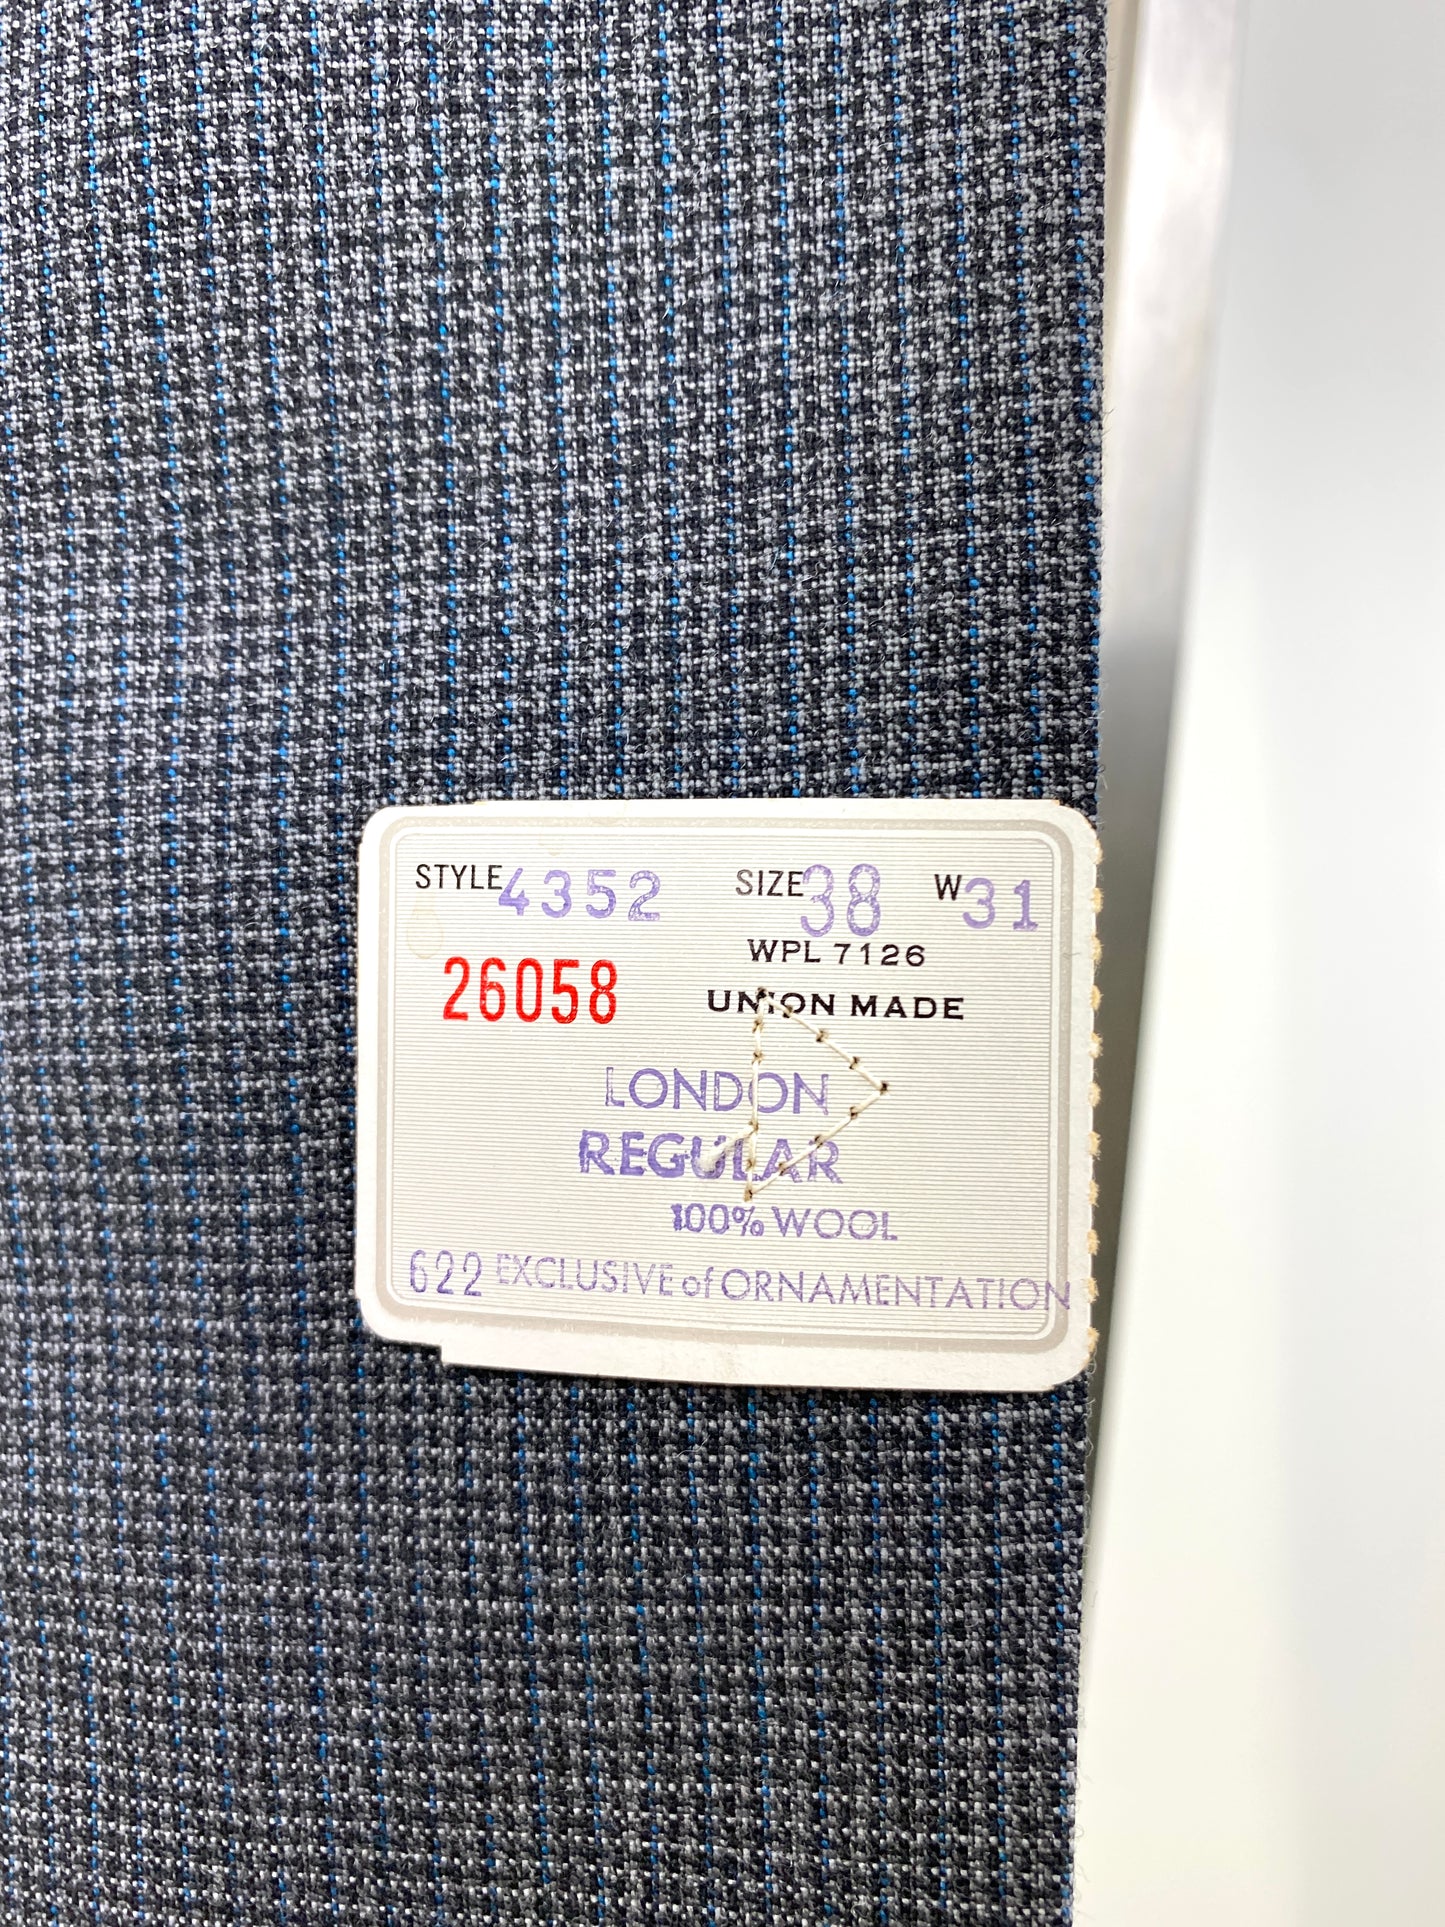 STYLE 4352 SIZE 38 W 31
WPL 7126
26058 UNION MADE
LONDON
REGULAR
100% WOOL
622 EXCLUSIVE of ORNAMENTATION